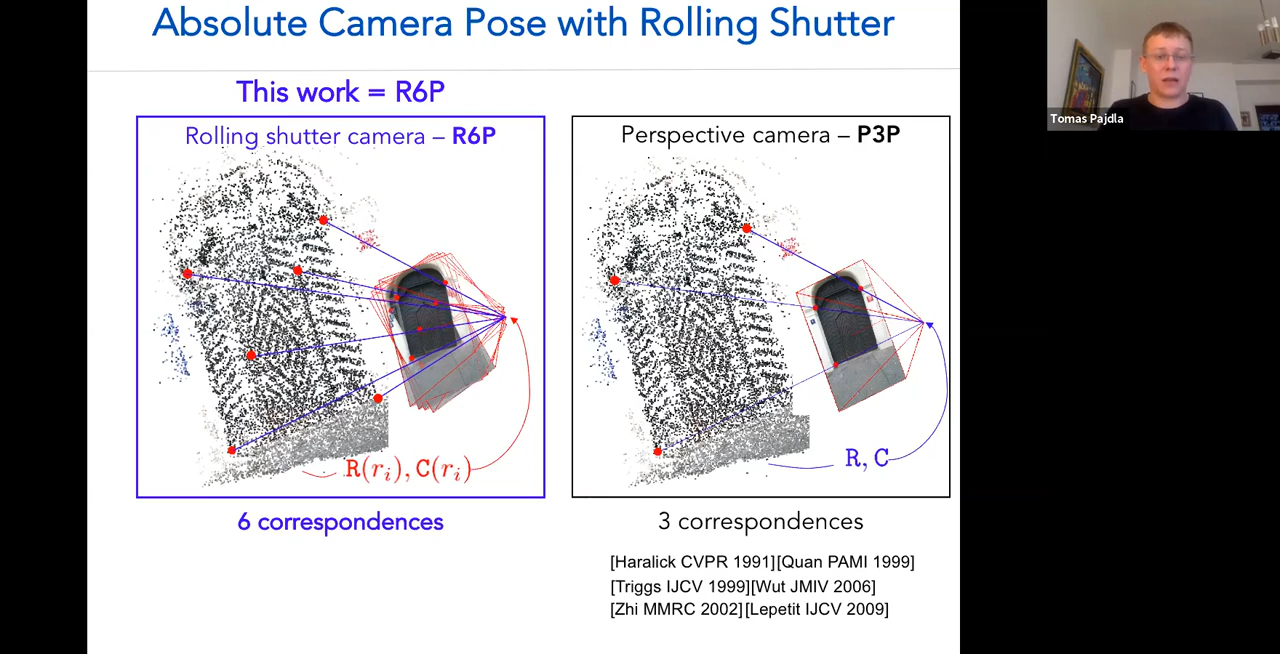 Absolute Camera Pose with Rolling Shutter
This work = R6P
Rolling shutter camera – R6P
R(rᵢ), C(rᵢ)
6 correspondences
Perspective camera – P3P
R, C
3 correspondences
[Haralick CVPR 1991][Quan PAMI 1999]
[Triggs IJCV 1999][Wut JMIV 2006]
[Zhi MMRC 2002][Lepetit IJCV 2009]
Tomas Pajdla